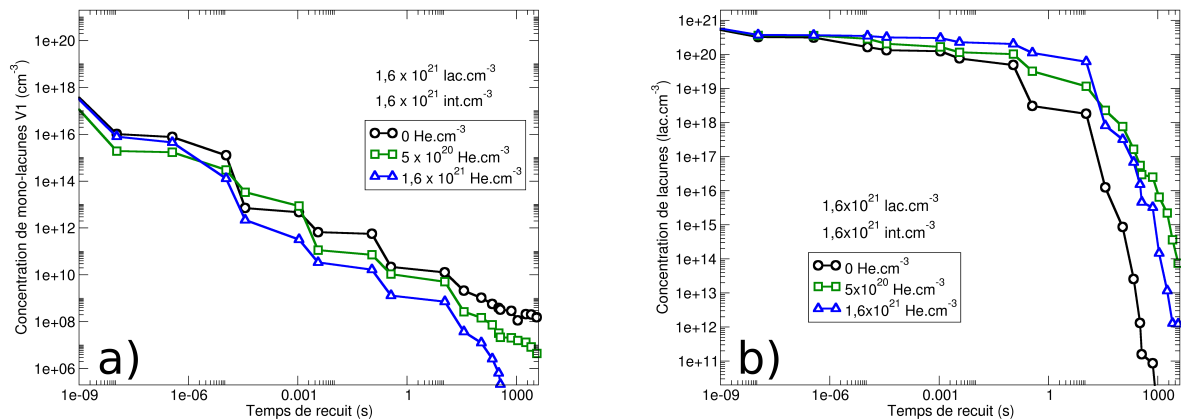 1e+20
1e+18
1e+16
1e+14
1e+12
1e+10
1e+08
1e+06
Concentration de mono-lacunes V1 (cm⁻³)
1,6 x 10²¹ lac.cm⁻³
1,6 x 10²¹ int.cm⁻³
0 He.cm⁻³
5 x 10²⁰ He.cm⁻³
1,6 x 10²¹ He.cm⁻³
a)
1e-09 1e-06 0.001 1 1000
Temps de recuit (s)
1e+21
1e+20
1e+19
1e+18
1e+17
1e+16
1e+15
1e+14
1e+13
1e+12
1e+11
Concentration de lacunes (lac.cm⁻³)
1,6x10²¹ lac.cm⁻³
1,6x10²¹ int.cm⁻³
0 He.cm⁻³
5x10²⁰ He.cm⁻³
1,6x10²¹ He.cm⁻³
b)
1e-09 1e-06 0.001 1 1000
Temps de recuit (s)